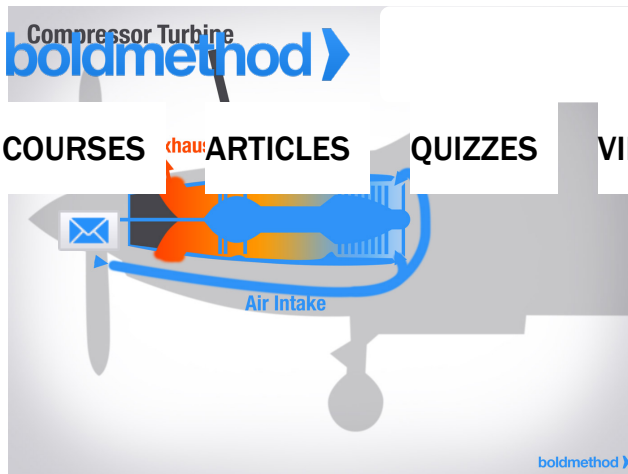 Compressor Turbine
boldmethod
COURSES
ARTICLES
QUIZZES
Air Intake
boldmethod